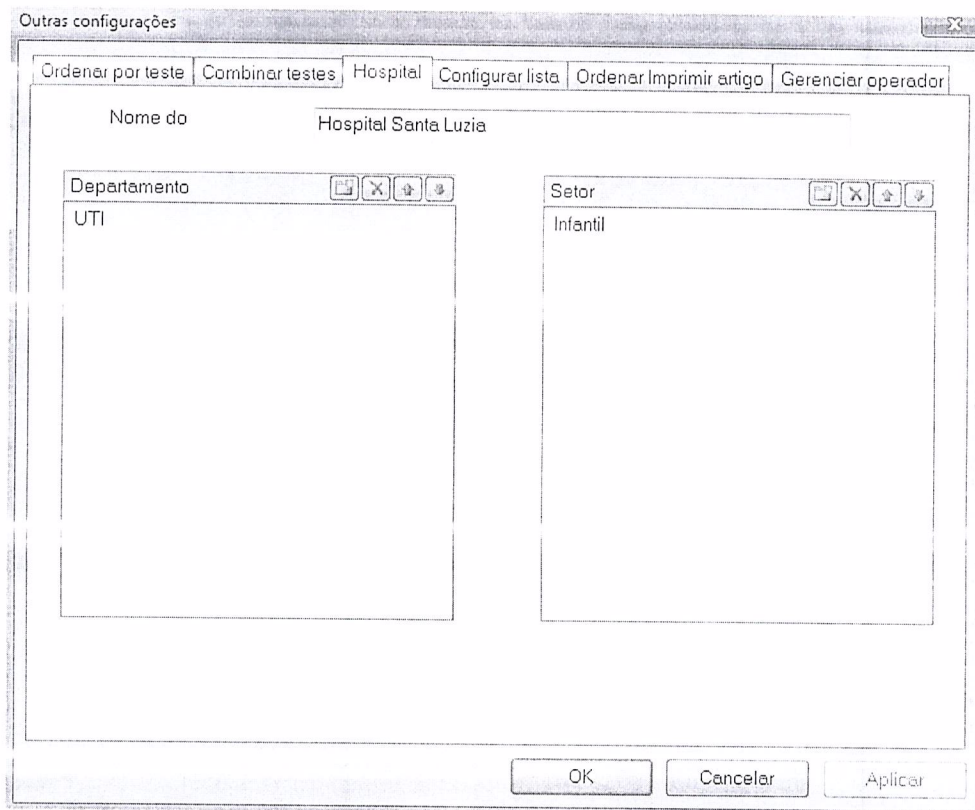 Outras configurações
Ordenar por teste Combinar testes Hospital Configurar lista Ordenar Imprimir artigo Gerenciar operador
Nome do Hospital Santa Luzia
Departamento
UTI
Setor
Infantil
OK Cancelar Aplicar